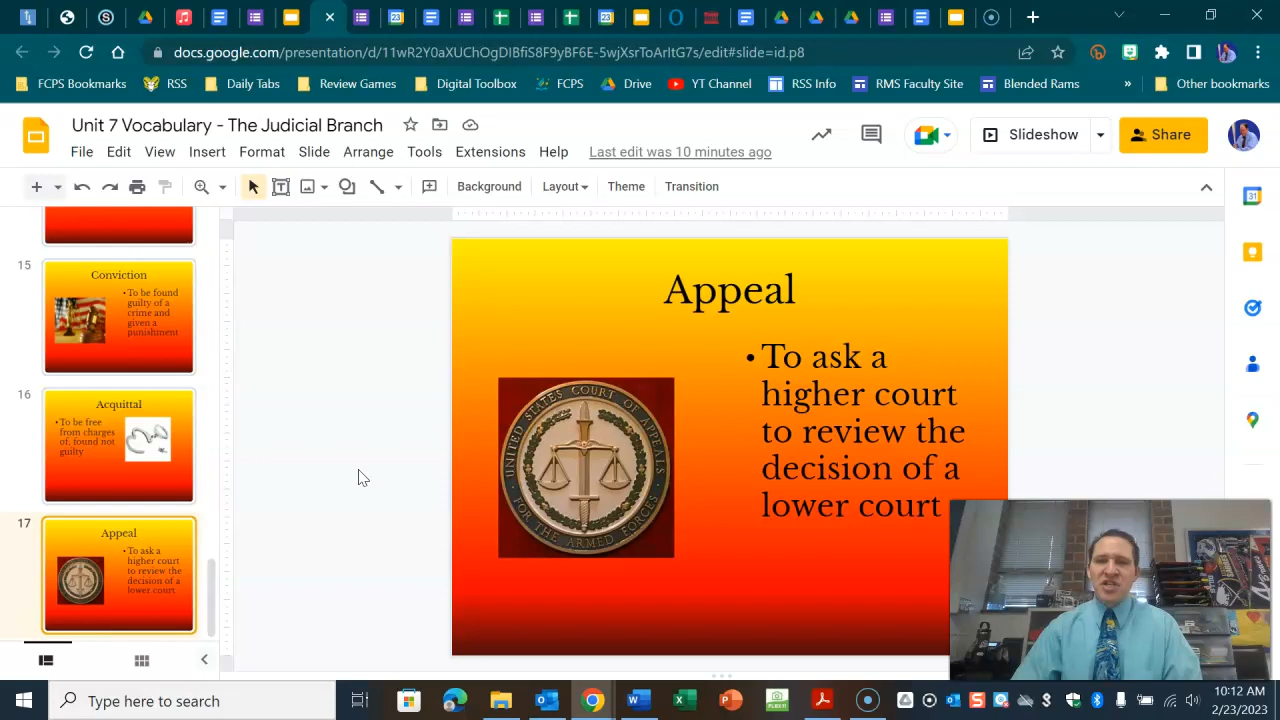 docs.google.com/presentation/d/11wR2Y0aXUChOgDIBfiS8F9yBF6E-5wjXsrToArItG7s/edit#slide=id.p8
FCPS Bookmarks RSS Daily Tabs Review Games Digital Toolbox FCPS Drive YT Channel RSS Info RMS Faculty Site Blended Rams » Other bookmarks
Unit 7 Vocabulary - The Judicial Branch
Slideshow
Share
File Edit View Insert Format Slide Arrange Tools Extensions Help Last edit was 10 minutes ago
Background Layout Theme Transition
15
Conviction
• To be found
guilty of a
crime and
given a
punishment
16
Acquittal
• To be free
from charges
of; found not
guilty
17
Appeal
• To ask a
higher court
to review the
decision of a
lower court
Appeal
• To ask a
higher court
to review the
decision of a
lower court
UNITED STATES COURT OF APPEALS
FOR THE ARMED FORCES
Type here to search
10:12 AM
2/23/2023